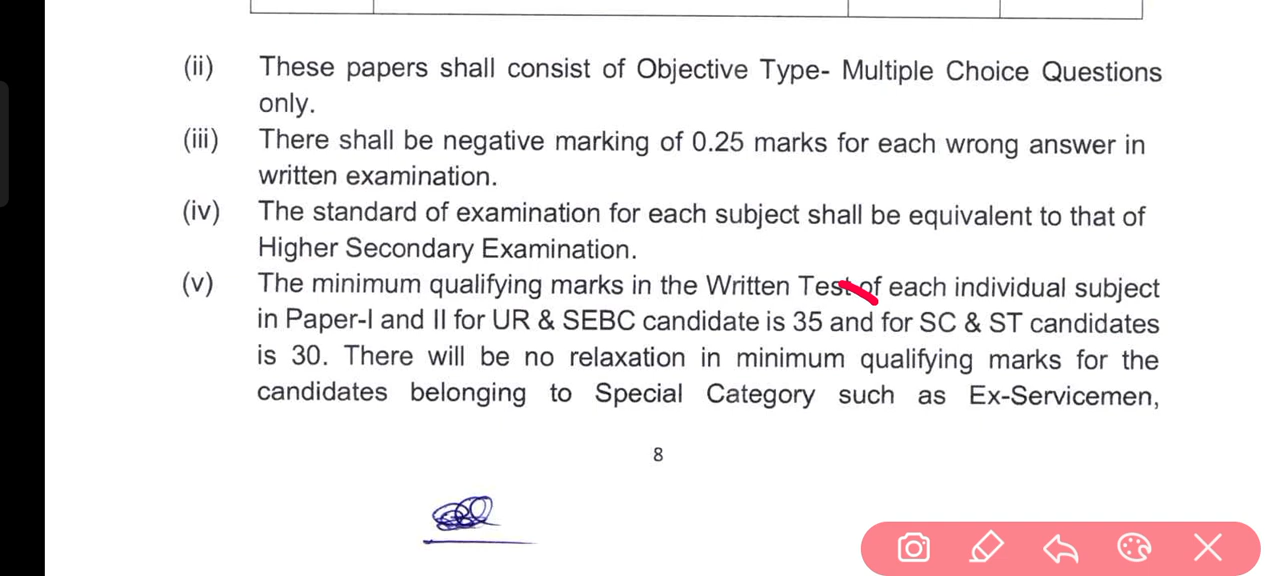 (ii) These papers shall consist of Objective Type- Multiple Choice Questions
only.
(iii) There shall be negative marking of 0.25 marks for each wrong answer in
written examination.
(iv) The standard of examination for each subject shall be equivalent to that of
Higher Secondary Examination.
(v) The minimum qualifying marks in the Written Test of each individual subject
in Paper-I and II for UR & SEBC candidate is 35 and for SC & ST candidates
is 30. There will be no relaxation in minimum qualifying marks for the
candidates belonging to Special Category such as Ex-Servicemen,
8